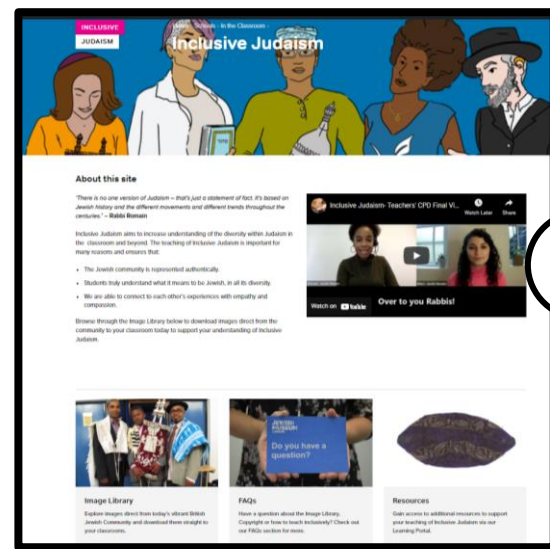 INCLUSIVE
JUDAISM
Schools - In the Classroom -
Inclusive Judaism
About this site
'There is no one version of Judaism – that's just a statement of fact. It's based on
Jewish history and the different movements and different trends throughout the
centuries.' – Rabbi Romain
Inclusive Judaism aims to increase understanding of the diversity within Judaism in
the classroom and beyond. The teaching of Inclusive Judaism is important for
many reasons and ensures that:
• The Jewish community is represented authentically.
• Students truly understand what it means to be Jewish, in all its diversity.
• We are able to connect to each other's experiences with empathy and
compassion.
Browse through the Image Library below to download images direct from the
community to your classroom today to support your understanding of Inclusive
Judaism.
Inclusive Judaism- Teachers' CPD Final Vi...
Watch Later
Share
Watch on YouTube
Over to you Rabbis!
JEWISH
MUSEUM
LONDON
Do you have a
question?
Image Library
Explore images direct from today's vibrant British
Jewish Community and download them straight to
your classrooms.
FAQs
Have a question about the Image Library,
Copyright or how to teach inclusively? Check out
our FAQs section for more.
Resources
Gain access to additional resources to support
your teaching of Inclusive Judaism via our
Learning Portal.